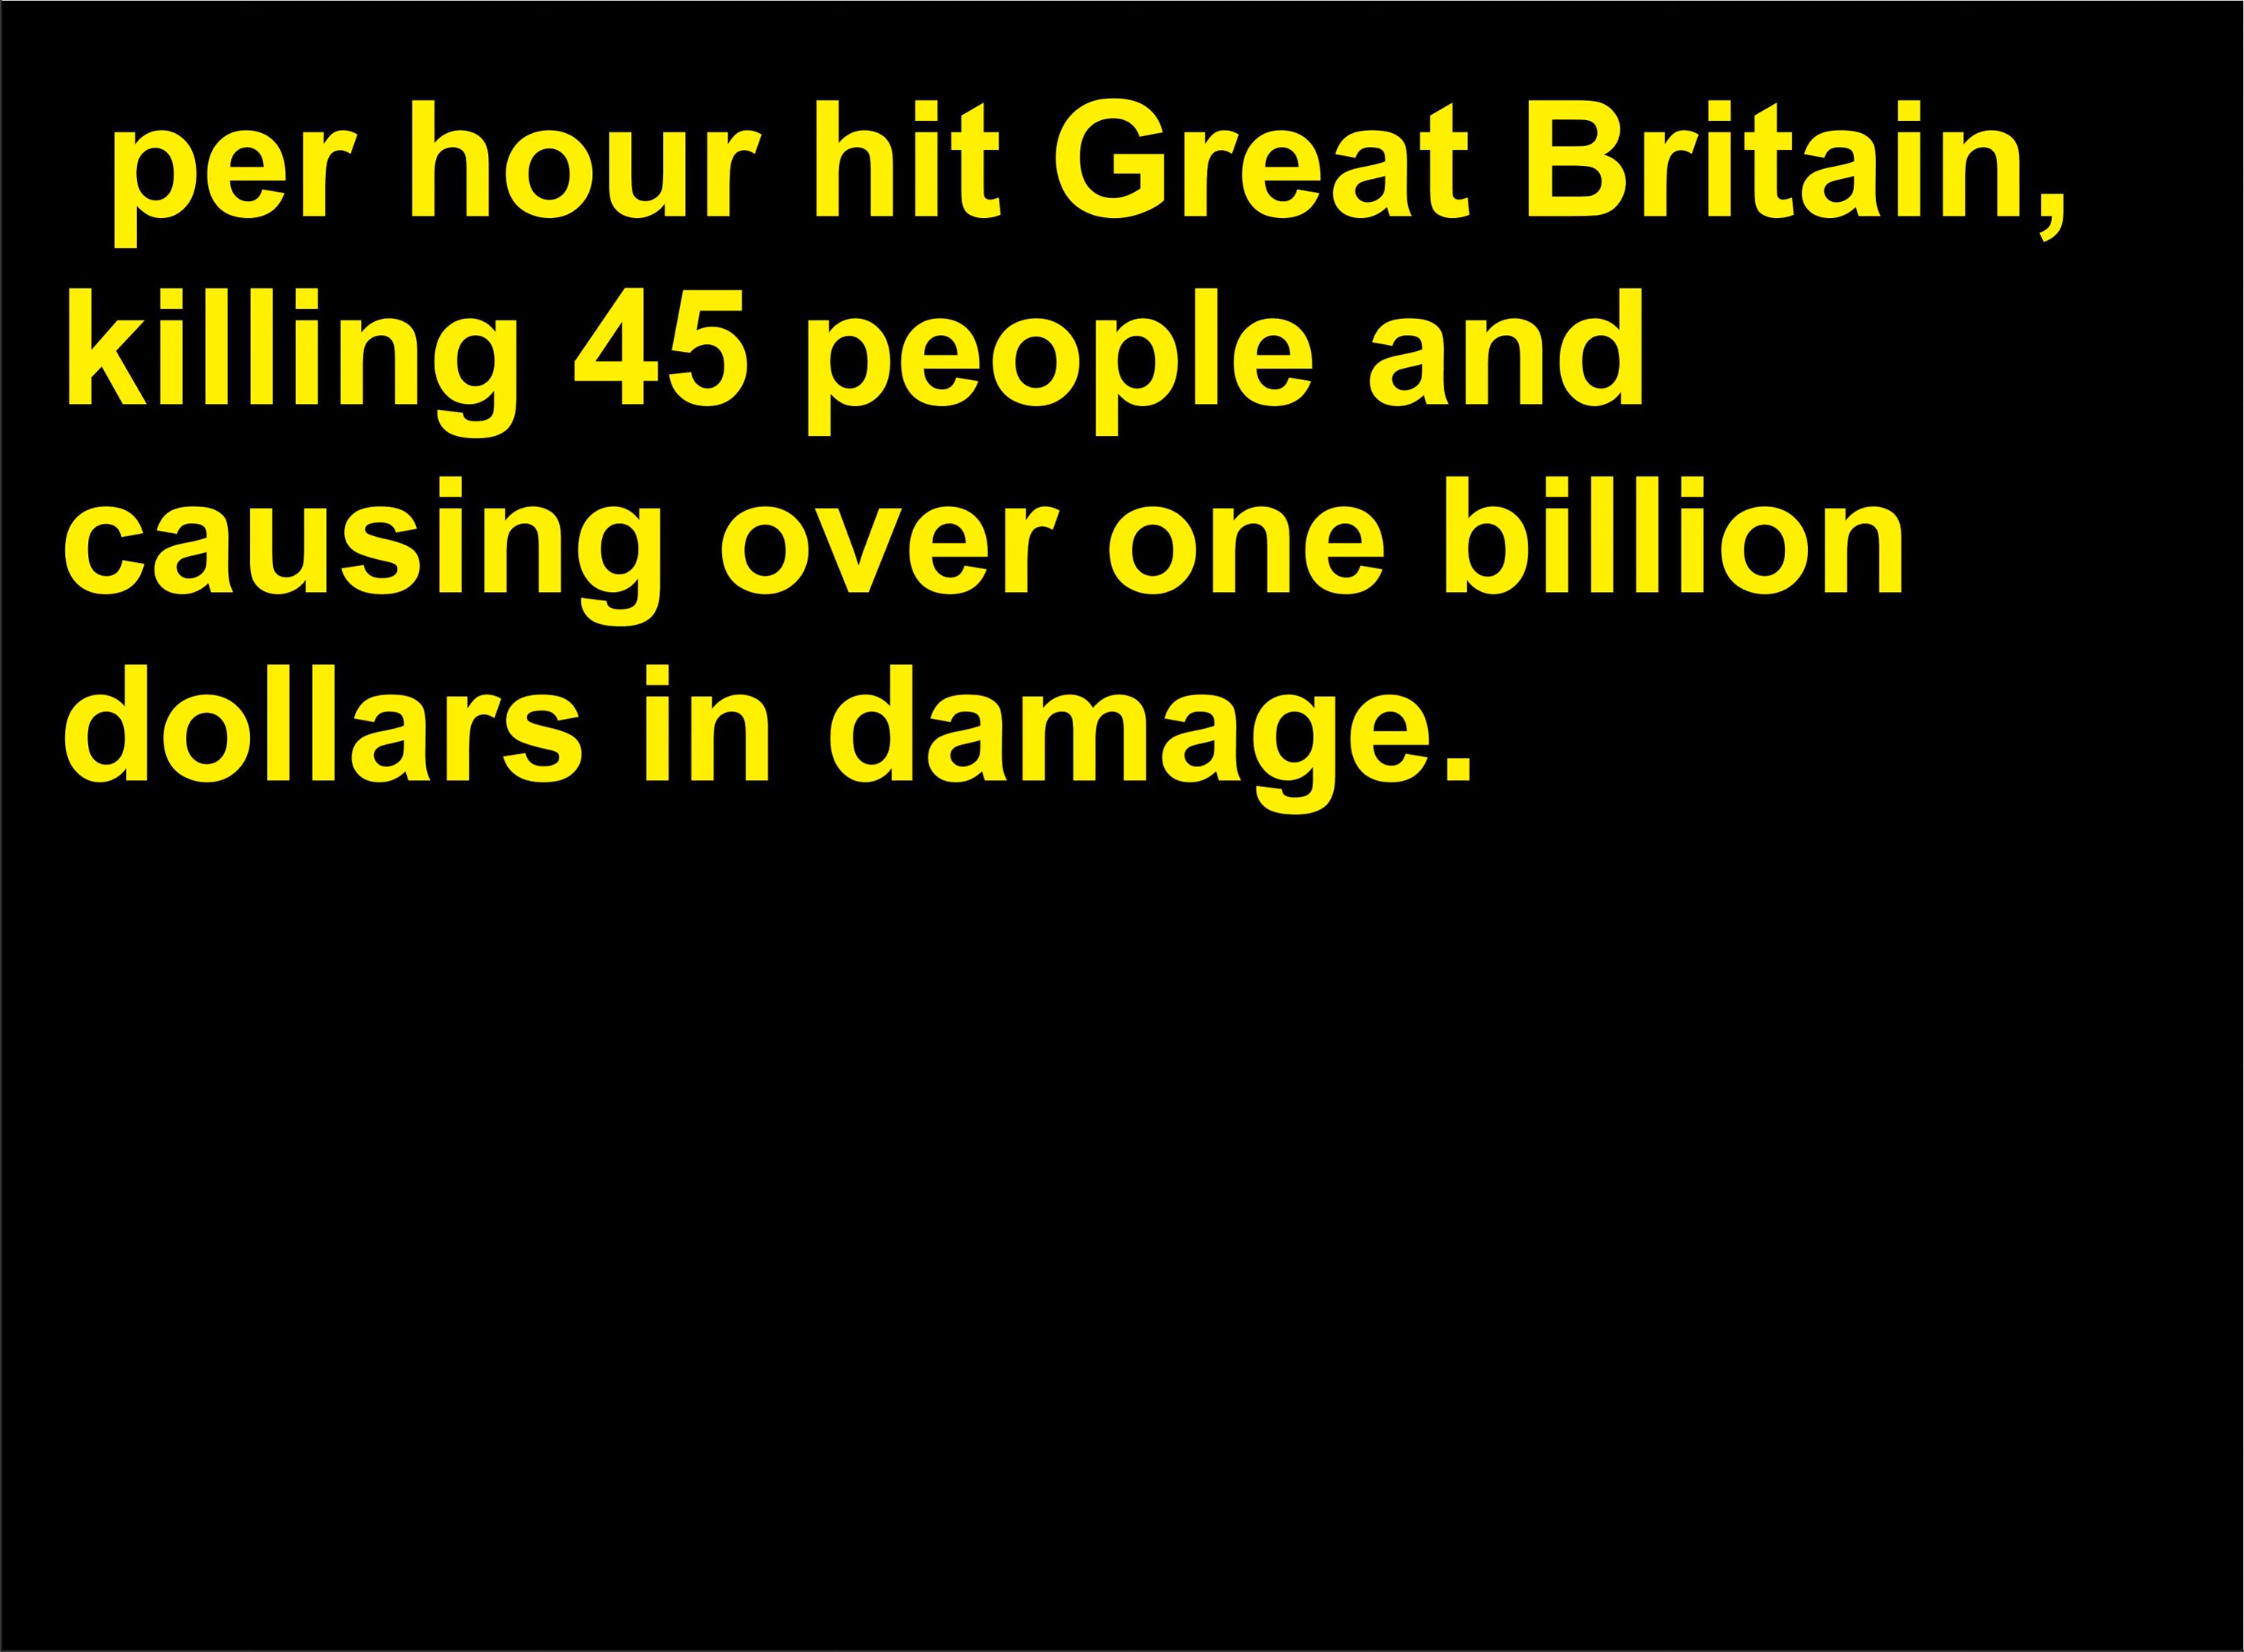 per hour hit Great Britain,
killing 45 people and
causing over one billion
dollars in damage.